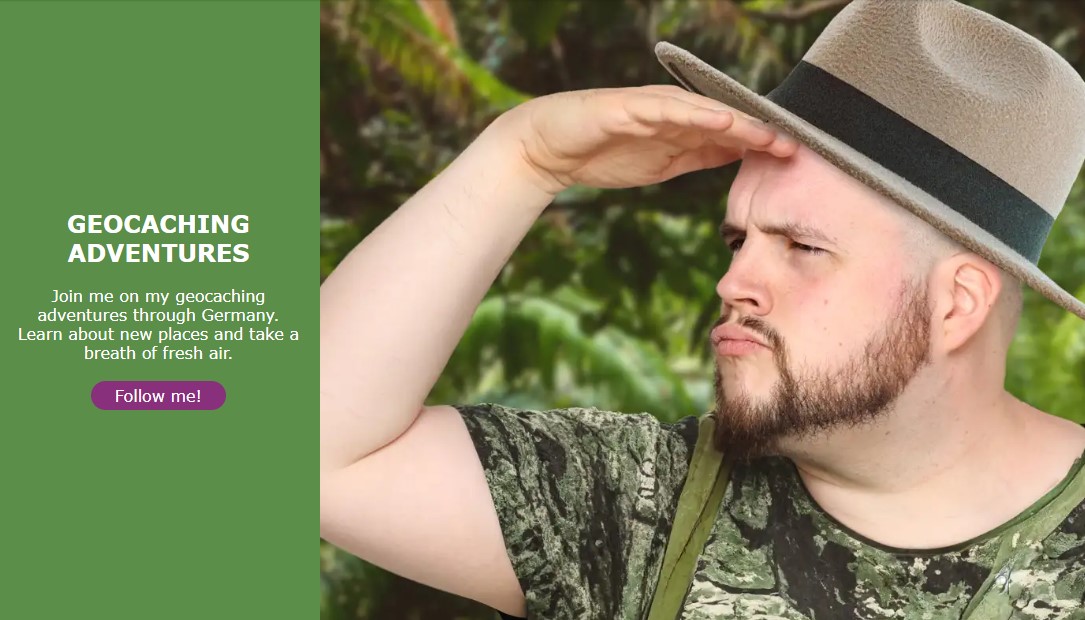 GEOCACHING
ADVENTURES
Join me on my geocaching
adventures through Germany.
Learn about new places and take a
breath of fresh air.
Follow me!